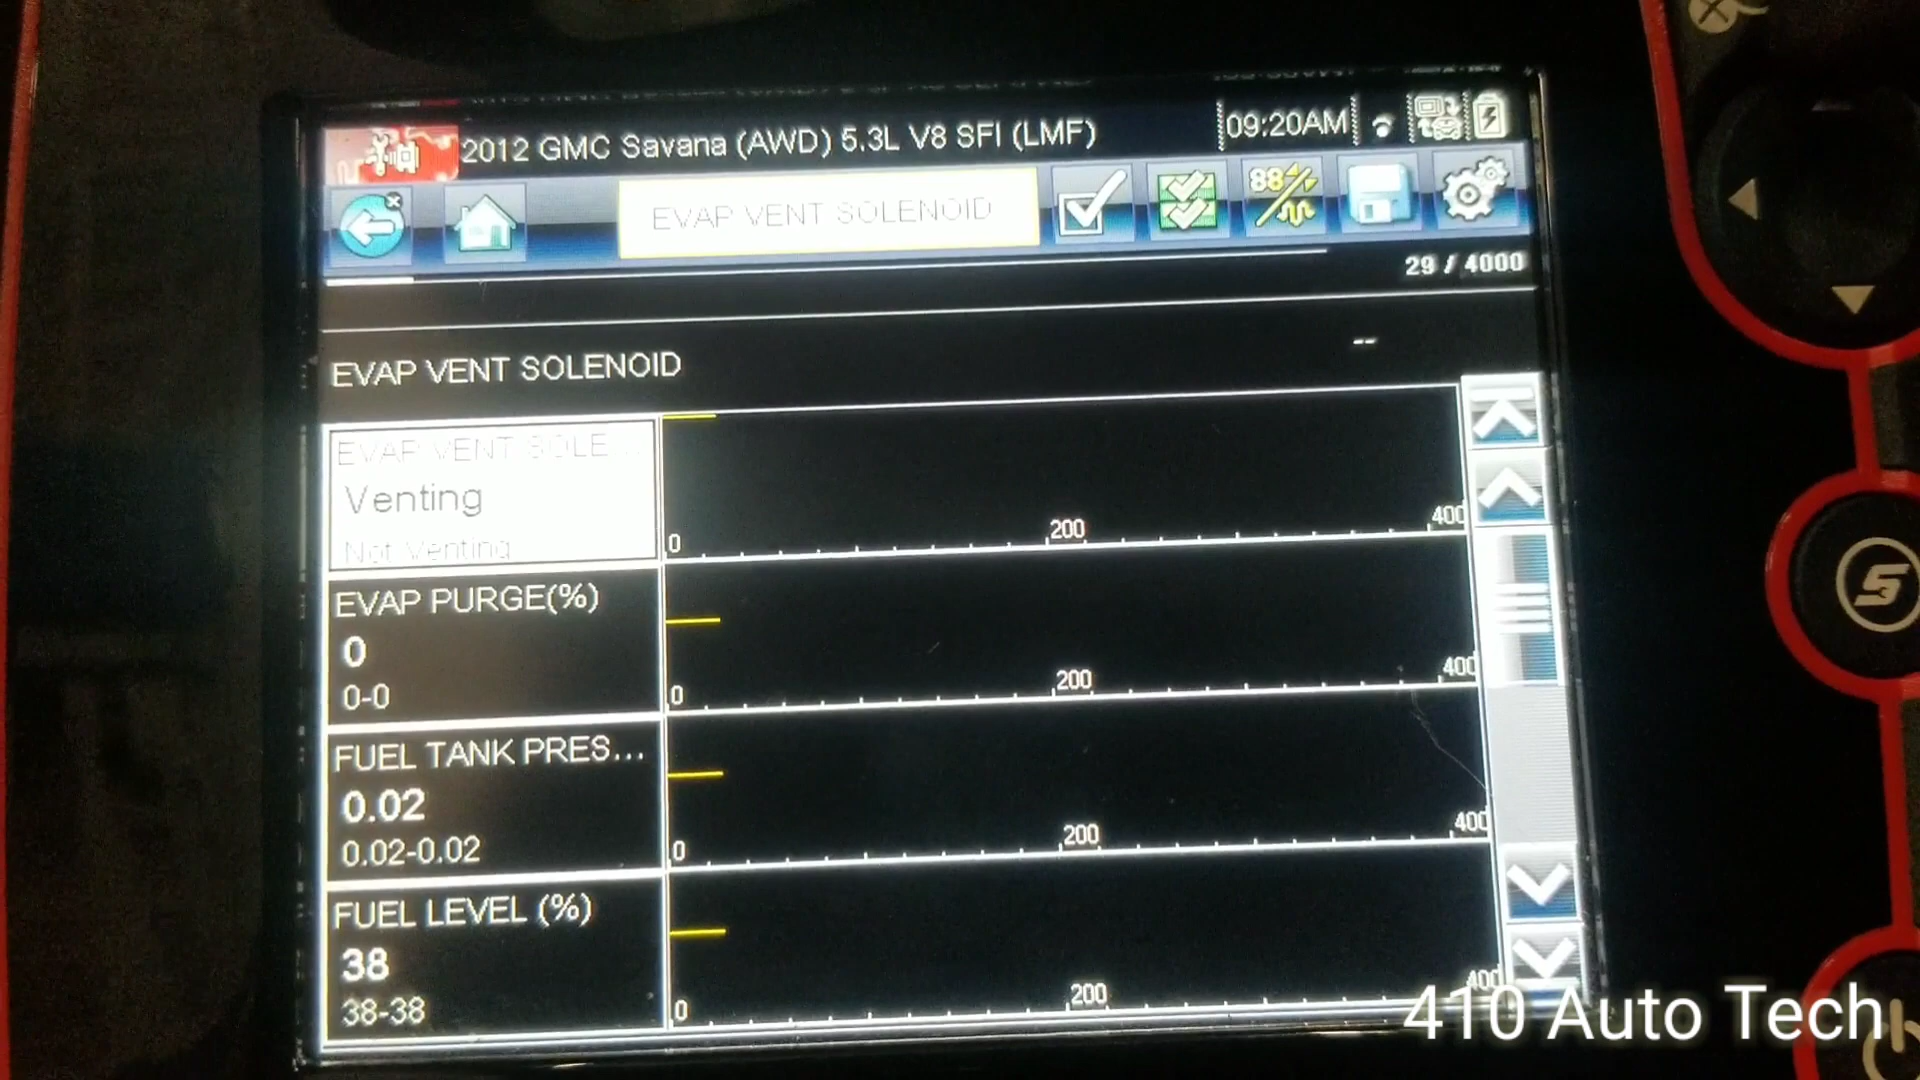 2012 GMC Savana (AWD) 5.3L V8 SFI (LMF)
09:20AM
EVAP VENT SOLENOID
88
29 / 4000
--
EVAP VENT SOLENOID
EVAP VENT SOLE...
Venting
Not Venting
0 200 400
EVAP PURGE(%)
0
0-0
0 200 400
FUEL TANK PRES...
0.02
0.02-0.02
0 200 400
FUEL LEVEL (%)
38
38-38
0 200 400
S
410 Auto Tech